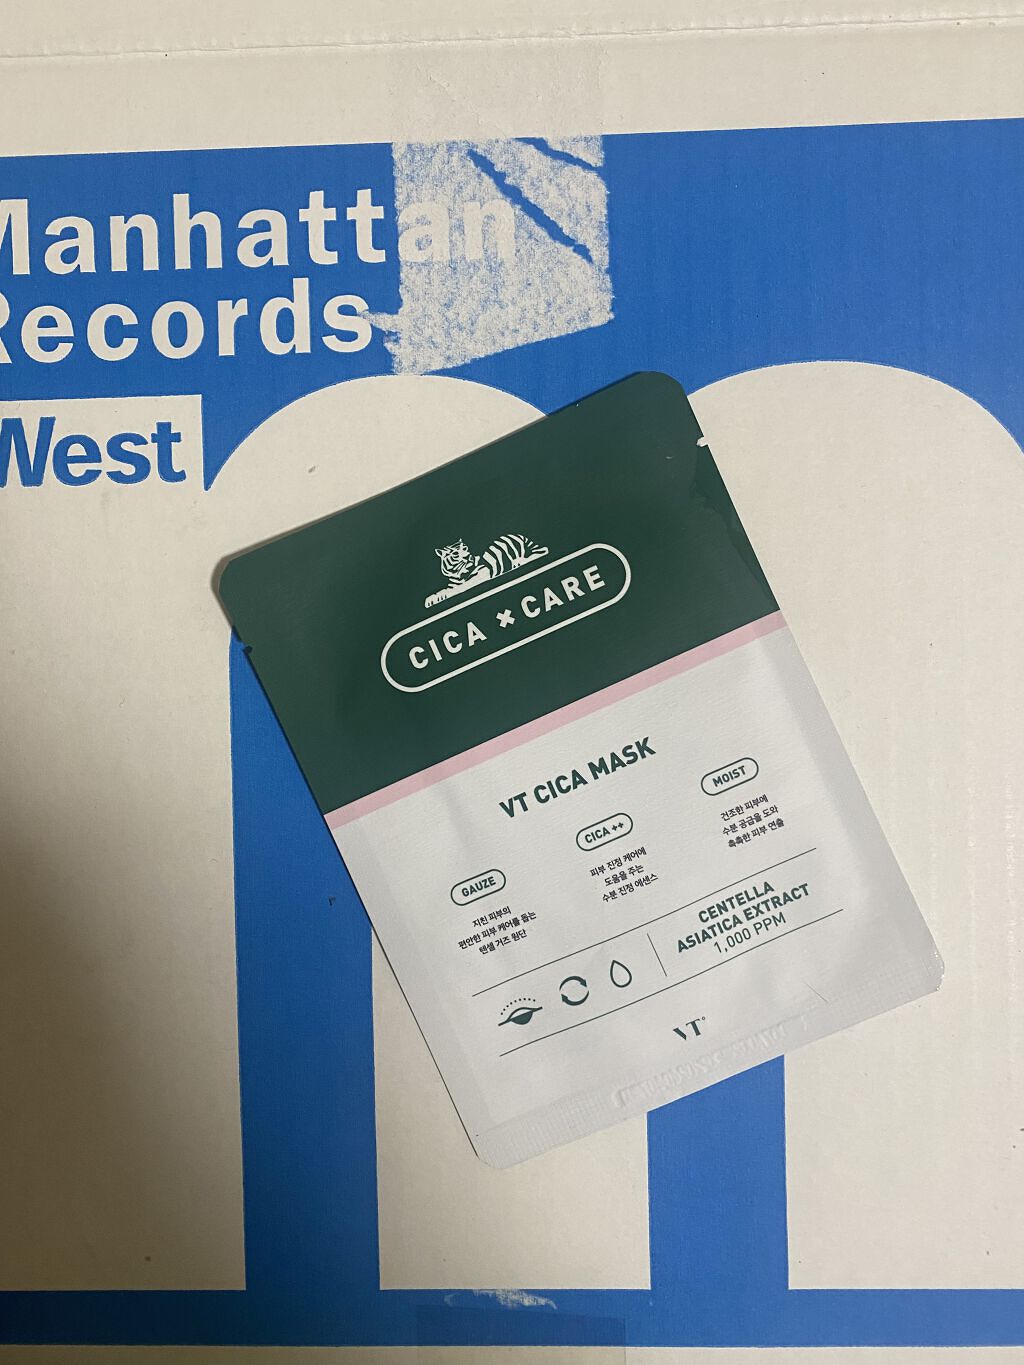 Manhattan
Records
West
CICA × CARE
VT CICA MASK
GAUZE
지친 피부의
편안한 피부 케어를 돕는
텐셀 거즈 원단
CICA ++
피부 진정 케어에
도움을 주는
수분 진정 에센스
MOIST
건조한 피부에
수분 공급을 도와
촉촉한 피부 연출
CENTELLA
ASIATICA EXTRACT
1,000 PPM
VT°